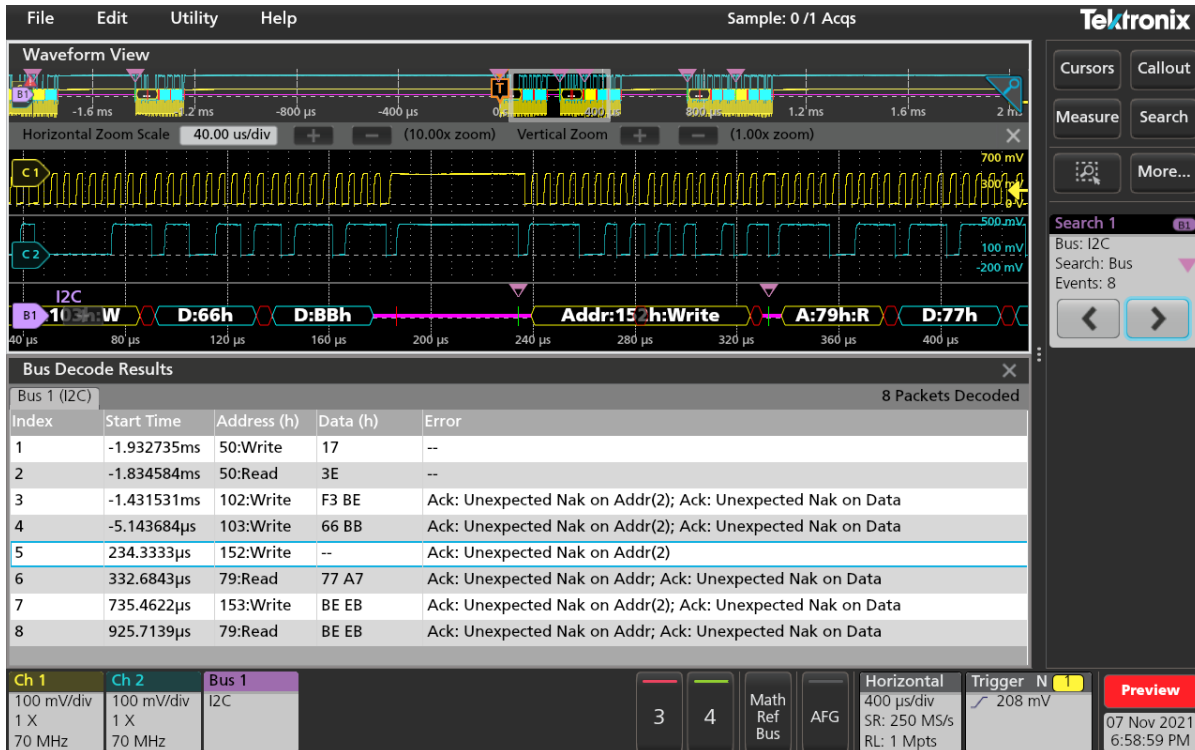 File Edit Utility Help Sample: 0 /1 Acqs Tektronix
Waveform View
B1 T
-1.6 ms -800 µs -400 µs 1.2 ms 1.6 ms 2 ms
Horizontal Zoom Scale 40.00 us/div + − (10.00x zoom) Vertical Zoom + − (1.00x zoom)
C 1 700 mV
300 mV
0 V
C 2 500 mV
100 mV
-200 mV
I2C
B1 103h:W D:66h D:BBh Addr:152h:Write A:79h:R D:77h
40 µs 80 µs 120 µs 160 µs 200 µs 240 µs 280 µs 320 µs 360 µs 400 µs
Cursors Callout
Measure Search
More...
Search 1 B1
Bus: I2C
Search: Bus
Events: 8
Bus Decode Results
Bus 1 (I2C) 8 Packets Decoded
Index Start Time Address (h) Data (h) Error
1 -1.932735ms 50:Write 17 --
2 -1.834584ms 50:Read 3E --
3 -1.431531ms 102:Write F3 BE Ack: Unexpected Nak on Addr(2); Ack: Unexpected Nak on Data
4 -5.143684µs 103:Write 66 BB Ack: Unexpected Nak on Addr(2); Ack: Unexpected Nak on Data
5 234.3333µs 152:Write -- Ack: Unexpected Nak on Addr(2)
6 332.6843µs 79:Read 77 A7 Ack: Unexpected Nak on Addr; Ack: Unexpected Nak on Data
7 735.4622µs 153:Write BE EB Ack: Unexpected Nak on Addr(2); Ack: Unexpected Nak on Data
8 925.7139µs 79:Read BE EB Ack: Unexpected Nak on Addr; Ack: Unexpected Nak on Data
Ch 1
100 mV/div
1 X
70 MHz
Ch 2
100 mV/div
1 X
70 MHz
Bus 1
I2C
3
4
Math
Ref
Bus
AFG
Horizontal
400 µs/div
SR: 250 MS/s
RL: 1 Mpts
Trigger N 1
208 mV
Preview
07 Nov 2021
6:58:59 PM